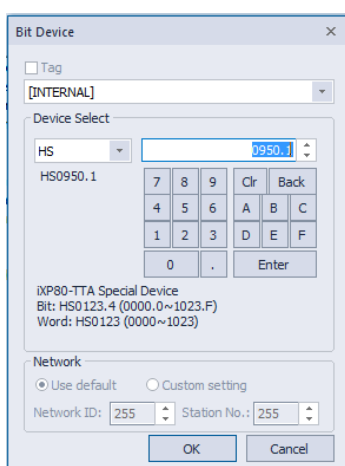 Bit Device
Tag
[INTERNAL]
Device Select
HS 0950.1
HS0950.1
7 8 9 Clr Back
4 5 6 A B C
1 2 3 D E F
0 . Enter
iXP80-TTA Special Device
Bit: HS0123.4 (0000.0~1023.F)
Word: HS0123 (0000~1023)
Network
Use default Custom setting
Network ID: 255 Station No.: 255
OK Cancel